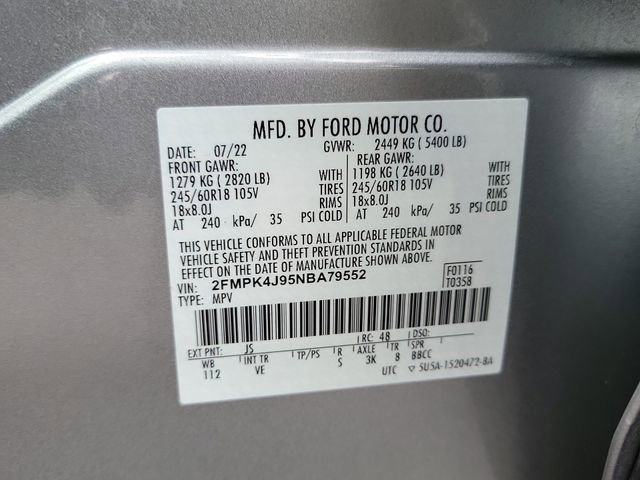 MFD. BY FORD MOTOR CO.
DATE: 07/22 GVWR: 2449 KG ( 5400 LB)
FRONT GAWR: REAR GAWR:
1279 KG ( 2820 LB) WITH 1198 KG ( 2640 LB) WITH
245/60R18 105V TIRES 245/60R18 105V TIRES
18x8.0J RIMS 18x8.0J RIMS
AT 240 kPa/ 35 PSI COLD AT 240 kPa/ 35 PSI COLD
THIS VEHICLE CONFORMS TO ALL APPLICABLE FEDERAL MOTOR
VEHICLE SAFETY AND THEFT PREVENTION STANDARDS IN
EFFECT ON THE DATE OF MANUFACTURE SHOWN ABOVE.
VIN: 2FMPK4J95NBA79552 F0116
TYPE: MPV T0358
EXT PNT: JS RC: 48 DSO:
WB INT TR TP/PS R AXLE TR SPR
112 VE S 3K 8 BBCC
UTC ▽ 5U5A-1520472-BA